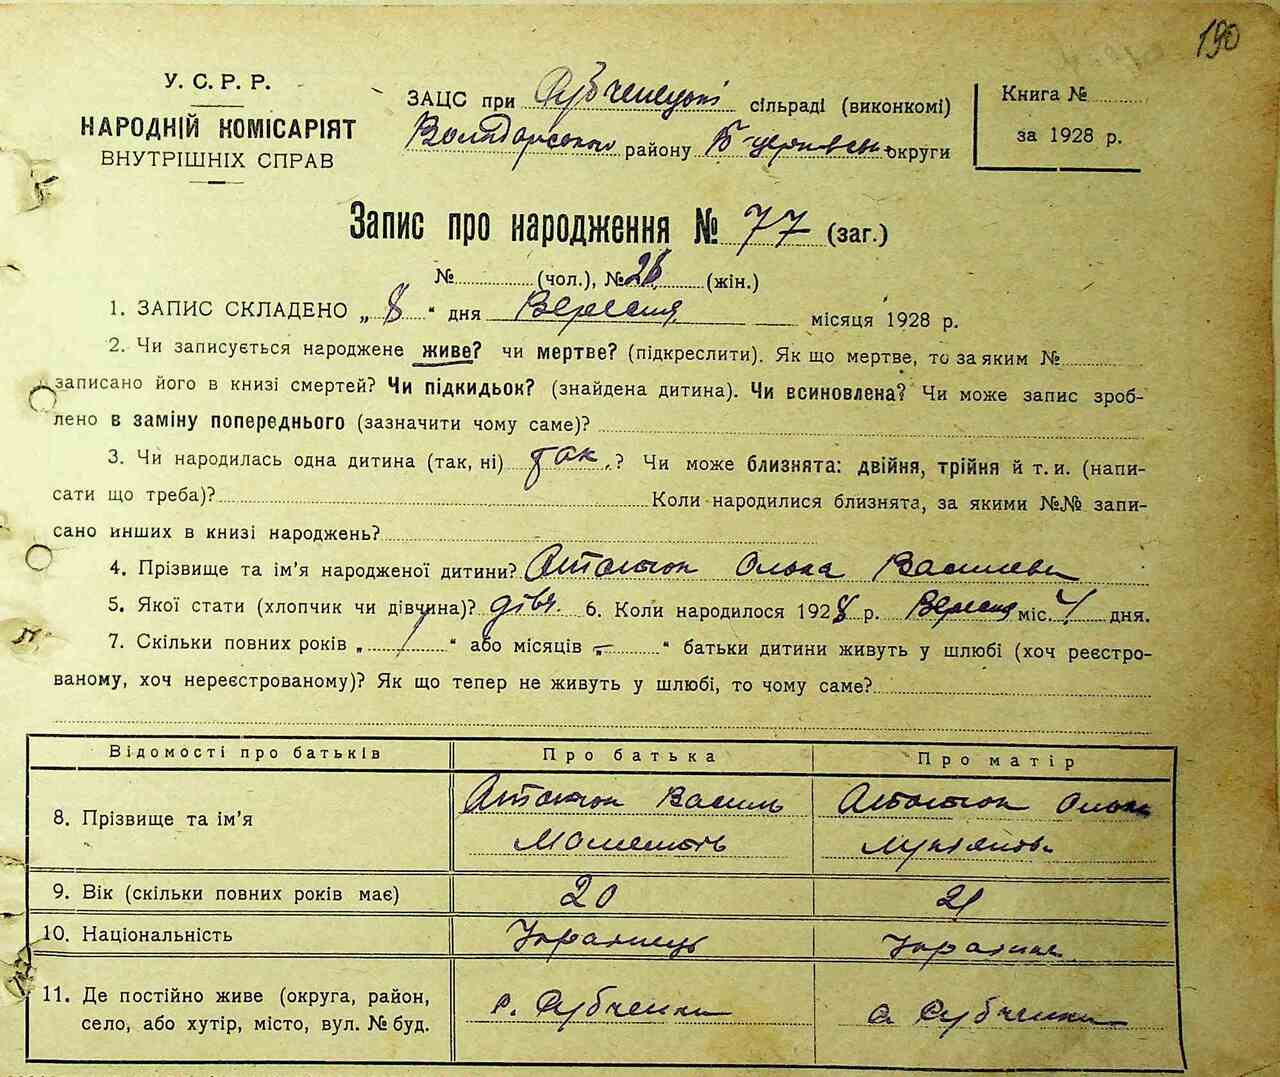 190
У. С. Р. Р.
НАРОДНІЙ КОМІСАРІЯТ
ВНУТРІШНІХ СПРАВ
ЗАЦС при Рубченецькі сільраді (виконкомі)
Володарського району Б-церківськ. округи
Книга №
за 1928 р.
Запис про народження № 77 (заг.)
№ (чол.), № 28 (жін.)
1. ЗАПИС СКЛАДЕНО „ 8 “ дня Вересня місяця 1928 р.
2. Чи записується народжене живе? чи мертве? (підкреслити). Як що мертве, то за яким №
записано його в книзі смертей? Чи підкидьок? (знайдена дитина). Чи всиновлена? Чи може запис зроб-
лено в заміну попереднього (зазначити чому саме)?
3. Чи народилась одна дитина (так, ні) так ? Чи може близнята: двійня, трійня й т. и. (напи-
сати що треба)? Коли народилися близнята, за якими №№ запи-
сано инших в книзі народжень?
4. Прізвище та ім’я народженої дитини? Ольга Василева
5. Якої стати (хлопчик чи дівчина)? дівч. 6. Коли народилося 1928 р. Вересня міс. 4 дня.
7. Скільки повних років „ 1 “ або місяців „ – “ батьки дитини живуть у шлюбі (хоч реєстро-
ваному, хоч нереєстрованому)? Як що тепер не живуть у шлюбі, то чому саме?
Відомості про батьків Про батька Про матір
8. Прізвище та ім’я Василь Ольга
9. Вік (скільки повних років має) 20 21
10. Національність Українець Українка
11. Де постійно живе (округа, район, с. Рубченки с. Рубченки
село, або хутір, місто, вул. № буд.